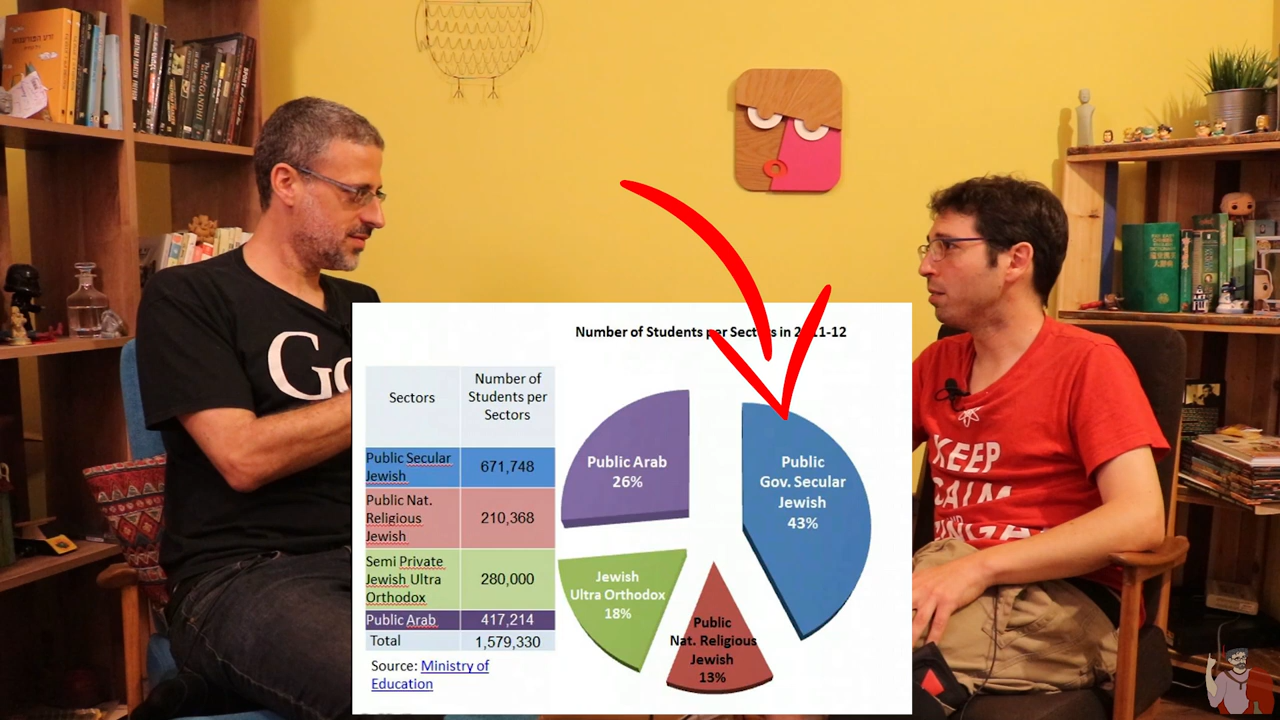 GANDHI
Go
KEEP
CALM
Number of Students per Sectors in 2011-12
Sectors
Number of
Students per
Sectors
Public Secular
Jewish
671,748
Public Nat.
Religious
Jewish
210,368
Semi Private
Jewish Ultra
Orthodox
280,000
Public Arab
417,214
Total
1,579,330
Source: Ministry of
Education
Public Arab
26%
Public
Gov. Secular
Jewish
43%
Jewish
Ultra Orthodox
18%
Public
Nat. Religious
Jewish
13%